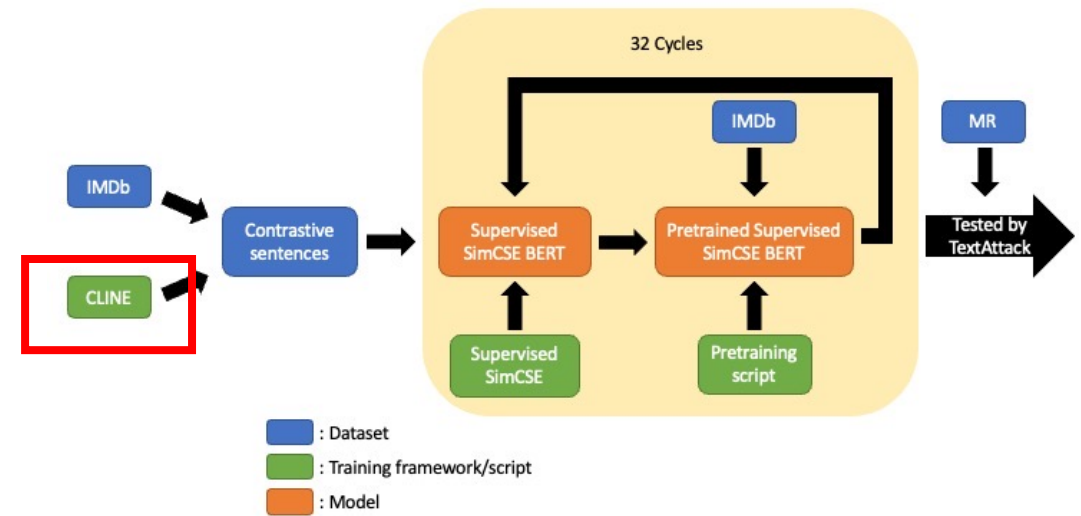 32 Cycles
IMDb
MR
IMDb
Contrastive
sentences
Supervised
SimCSE BERT
Pretrained Supervised
SimCSE BERT
Tested by
TextAttack
CLINE
Supervised
SimCSE
Pretraining
script
: Dataset
: Training framework/script
: Model